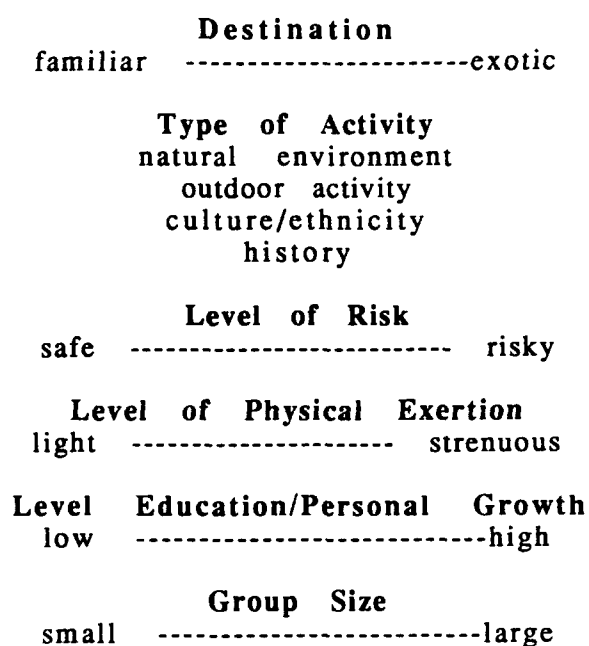 Destination
familiar -----------------------exotic
Type of Activity
natural environment
outdoor activity
culture/ethnicity
history
Level of Risk
safe -------------------------- risky
Level of Physical Exertion
light --------------------- strenuous
Level Education/Personal Growth
low ----------------------------high
Group Size
small --------------------------large